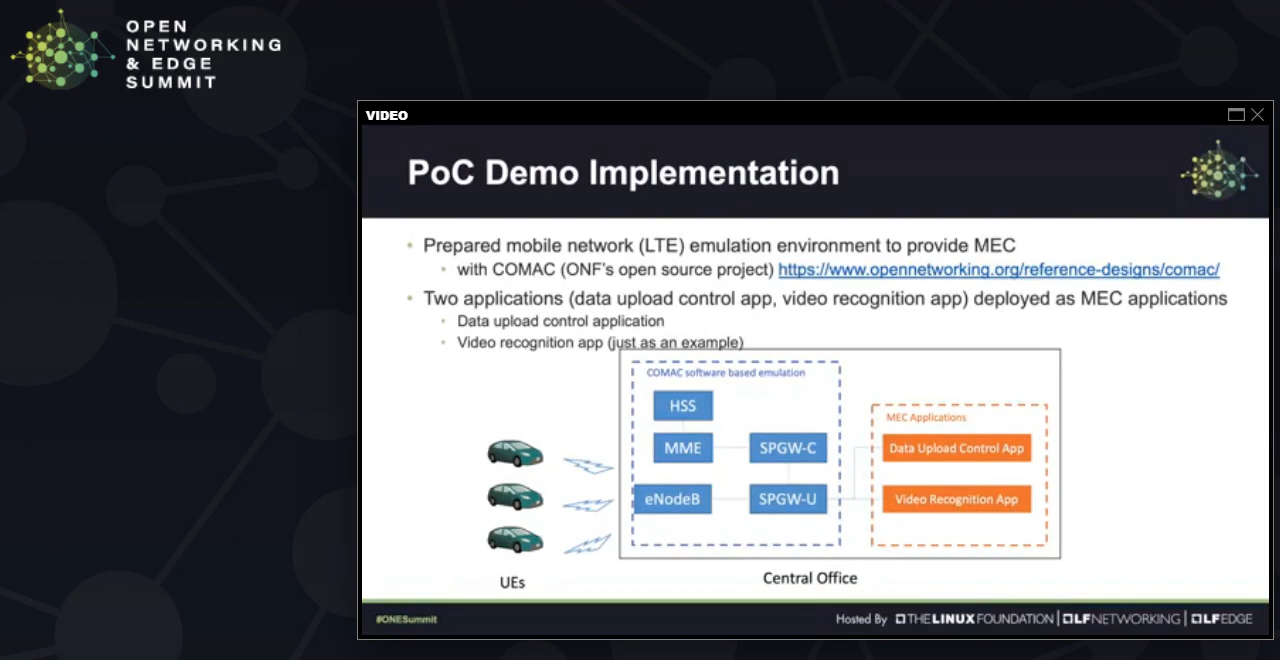 OPEN
NETWORKING
& EDGE
SUMMIT
VIDEO
PoC Demo Implementation
• Prepared mobile network (LTE) emulation environment to provide MEC
• with COMAC (ONF's open source project) https://www.opennetworking.org/reference-designs/comac/
• Two applications (data upload control app, video recognition app) deployed as MEC applications
• Data upload control application
• Video recognition app (just as an example)
COMAC software based emulation
HSS
MME
SPGW-C
eNodeB
SPGW-U
MEC Applications
Data Upload Control App
Video Recognition App
UEs
Central Office
#ONESummit
Hosted By THE LINUX FOUNDATION | LF NETWORKING | LF EDGE